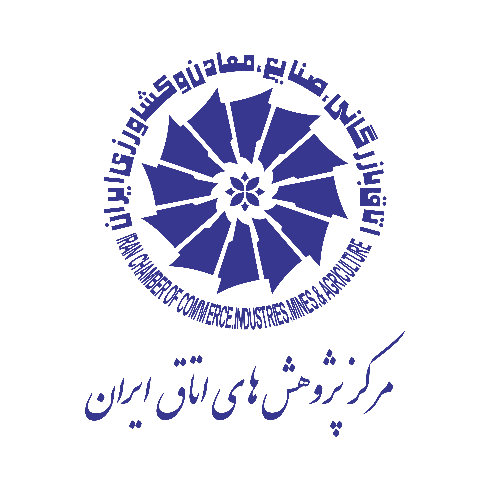 اتاق بازرگانی، صنایع، معادن و کشاورزی ایران
IRAN CHAMBER OF COMMERCE,INDUSTRIES,MINES,& AGRICULTURE
مرکز پژوهش های اتاق ایران